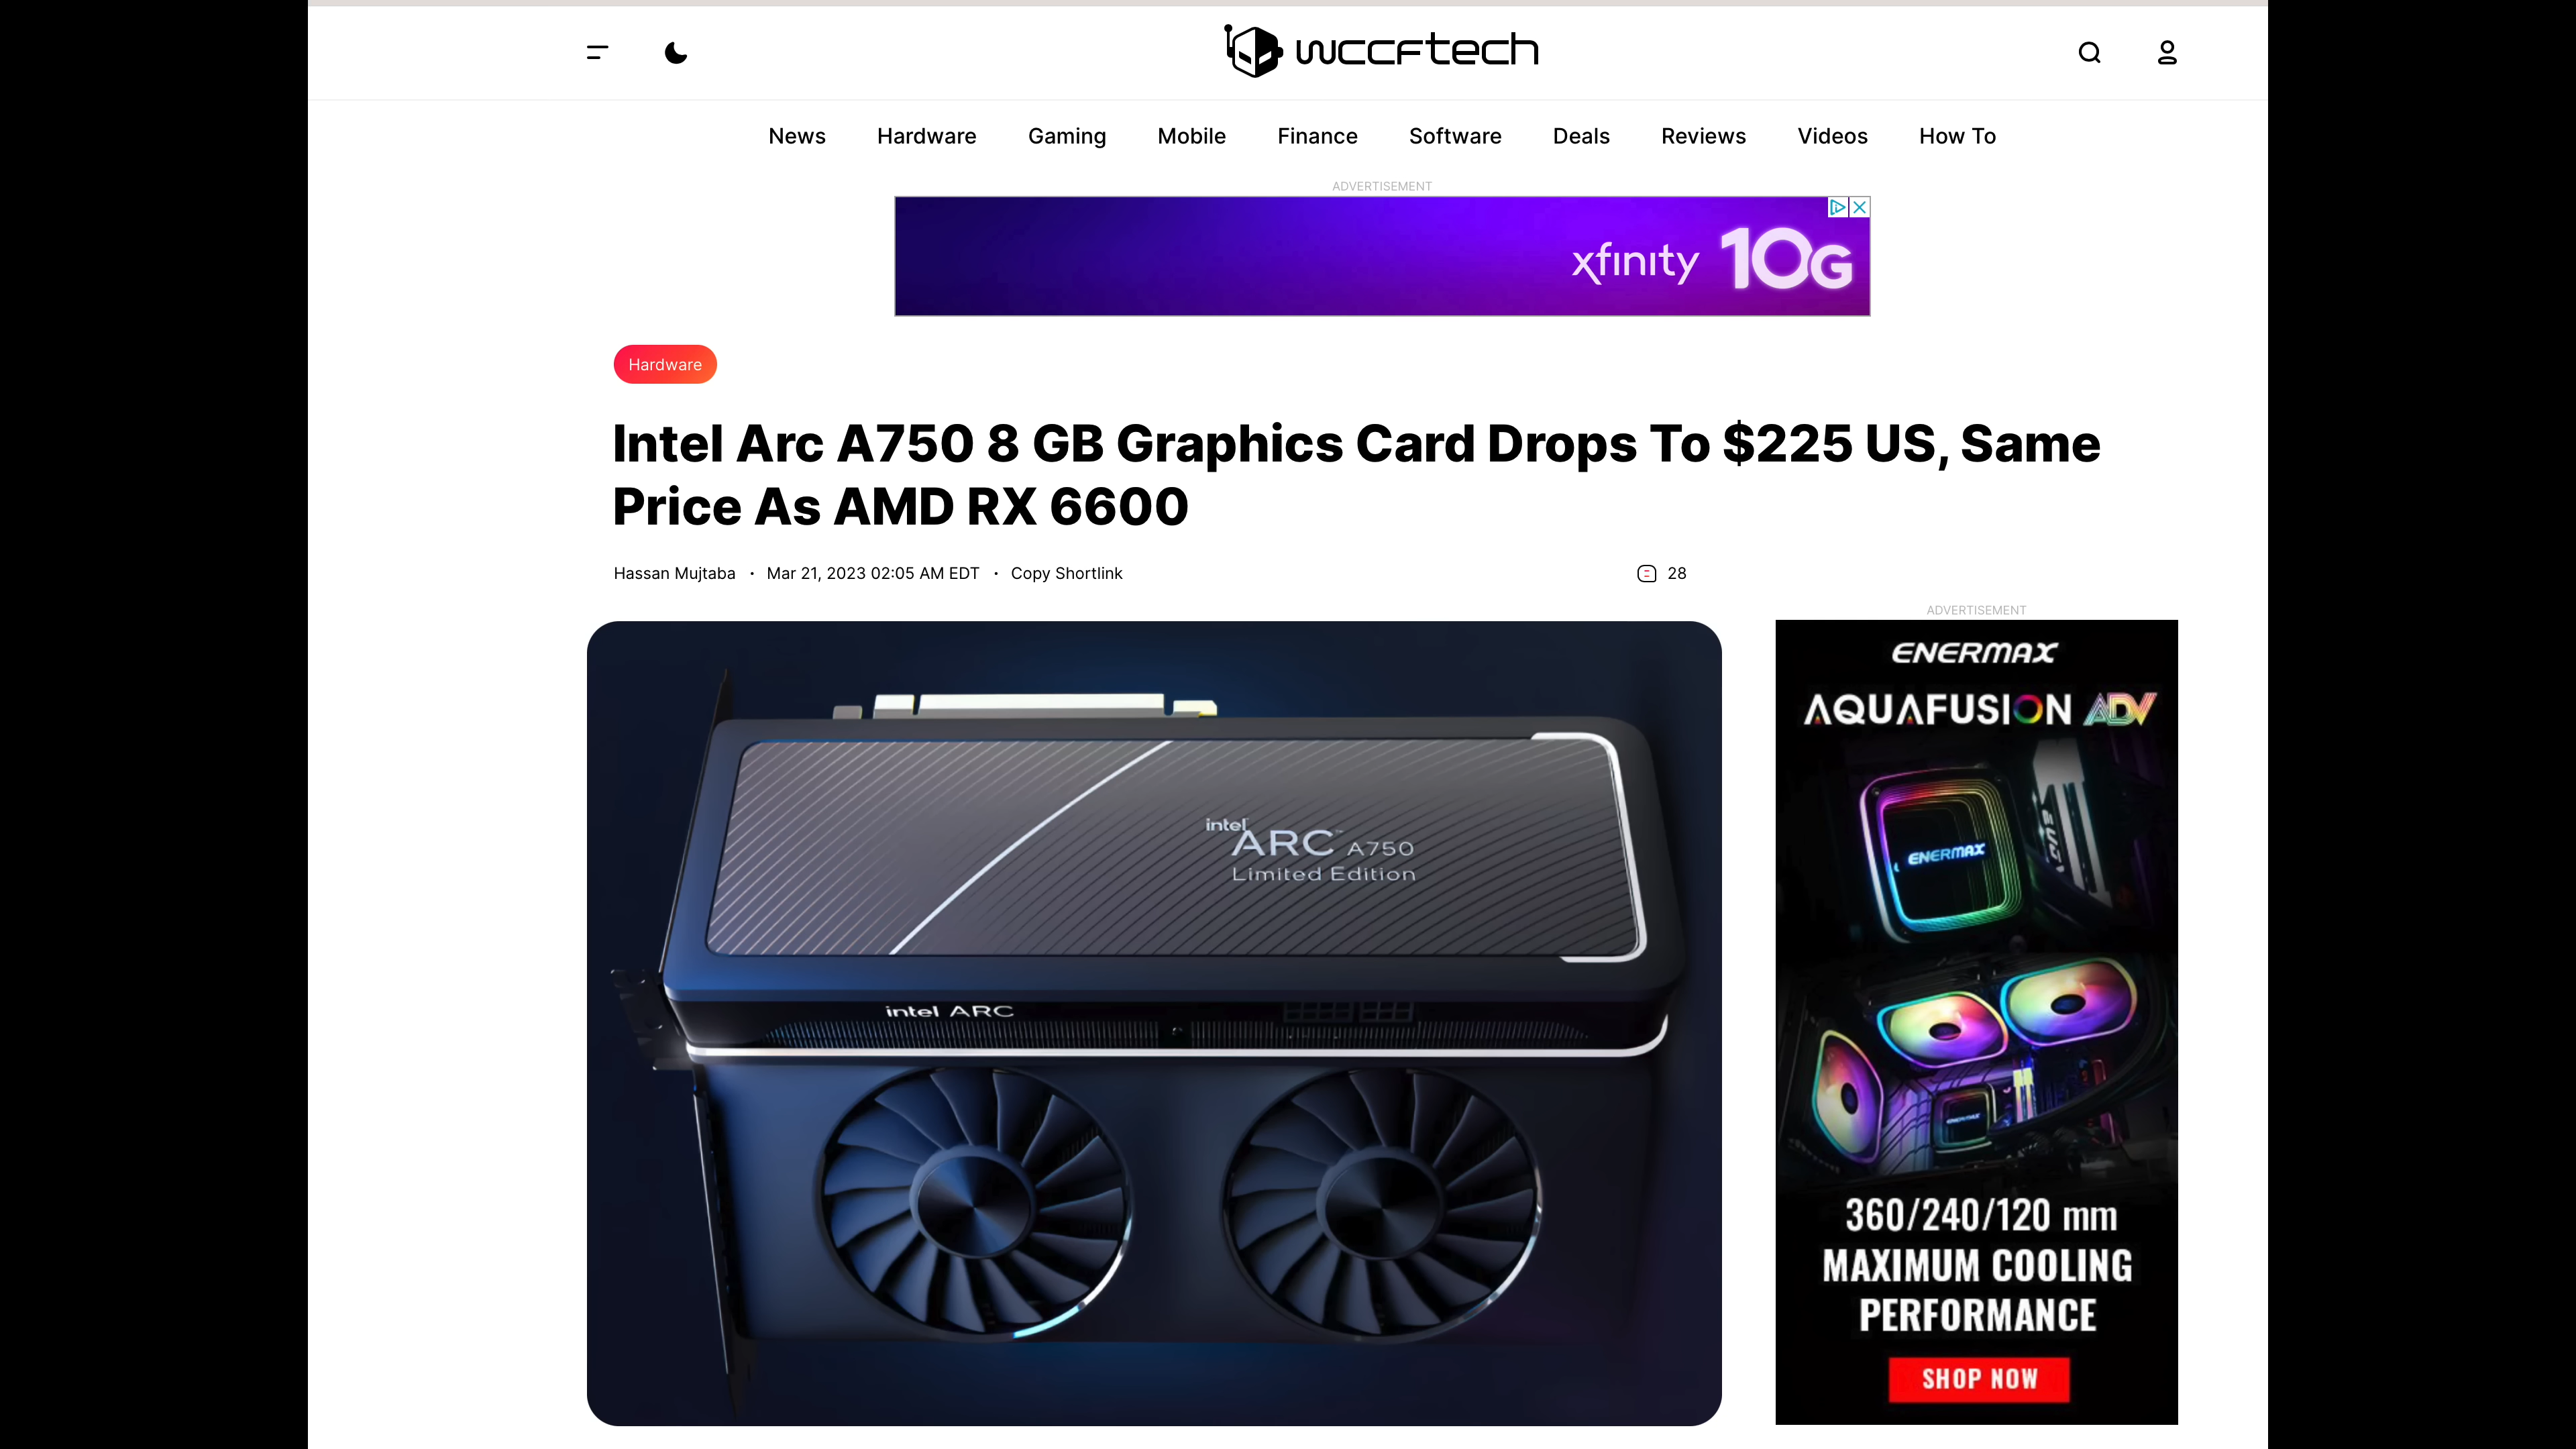 wccftech
News Hardware Gaming Mobile Finance Software Deals Reviews Videos How To
ADVERTISEMENT
xfinity 10G
Hardware
Intel Arc A750 8 GB Graphics Card Drops To $225 US, Same
Price As AMD RX 6600
Hassan Mujtaba • Mar 21, 2023 02:05 AM EDT • Copy Shortlink
28
ADVERTISEMENT
intel
ARC™ A750
Limited Edition
intel ARC
ENERMAX
AQUAFUSION ADV
ENERMAX
EVGA
ENERMAX
360/240/120 mm
MAXIMUM COOLING
PERFORMANCE
SHOP NOW